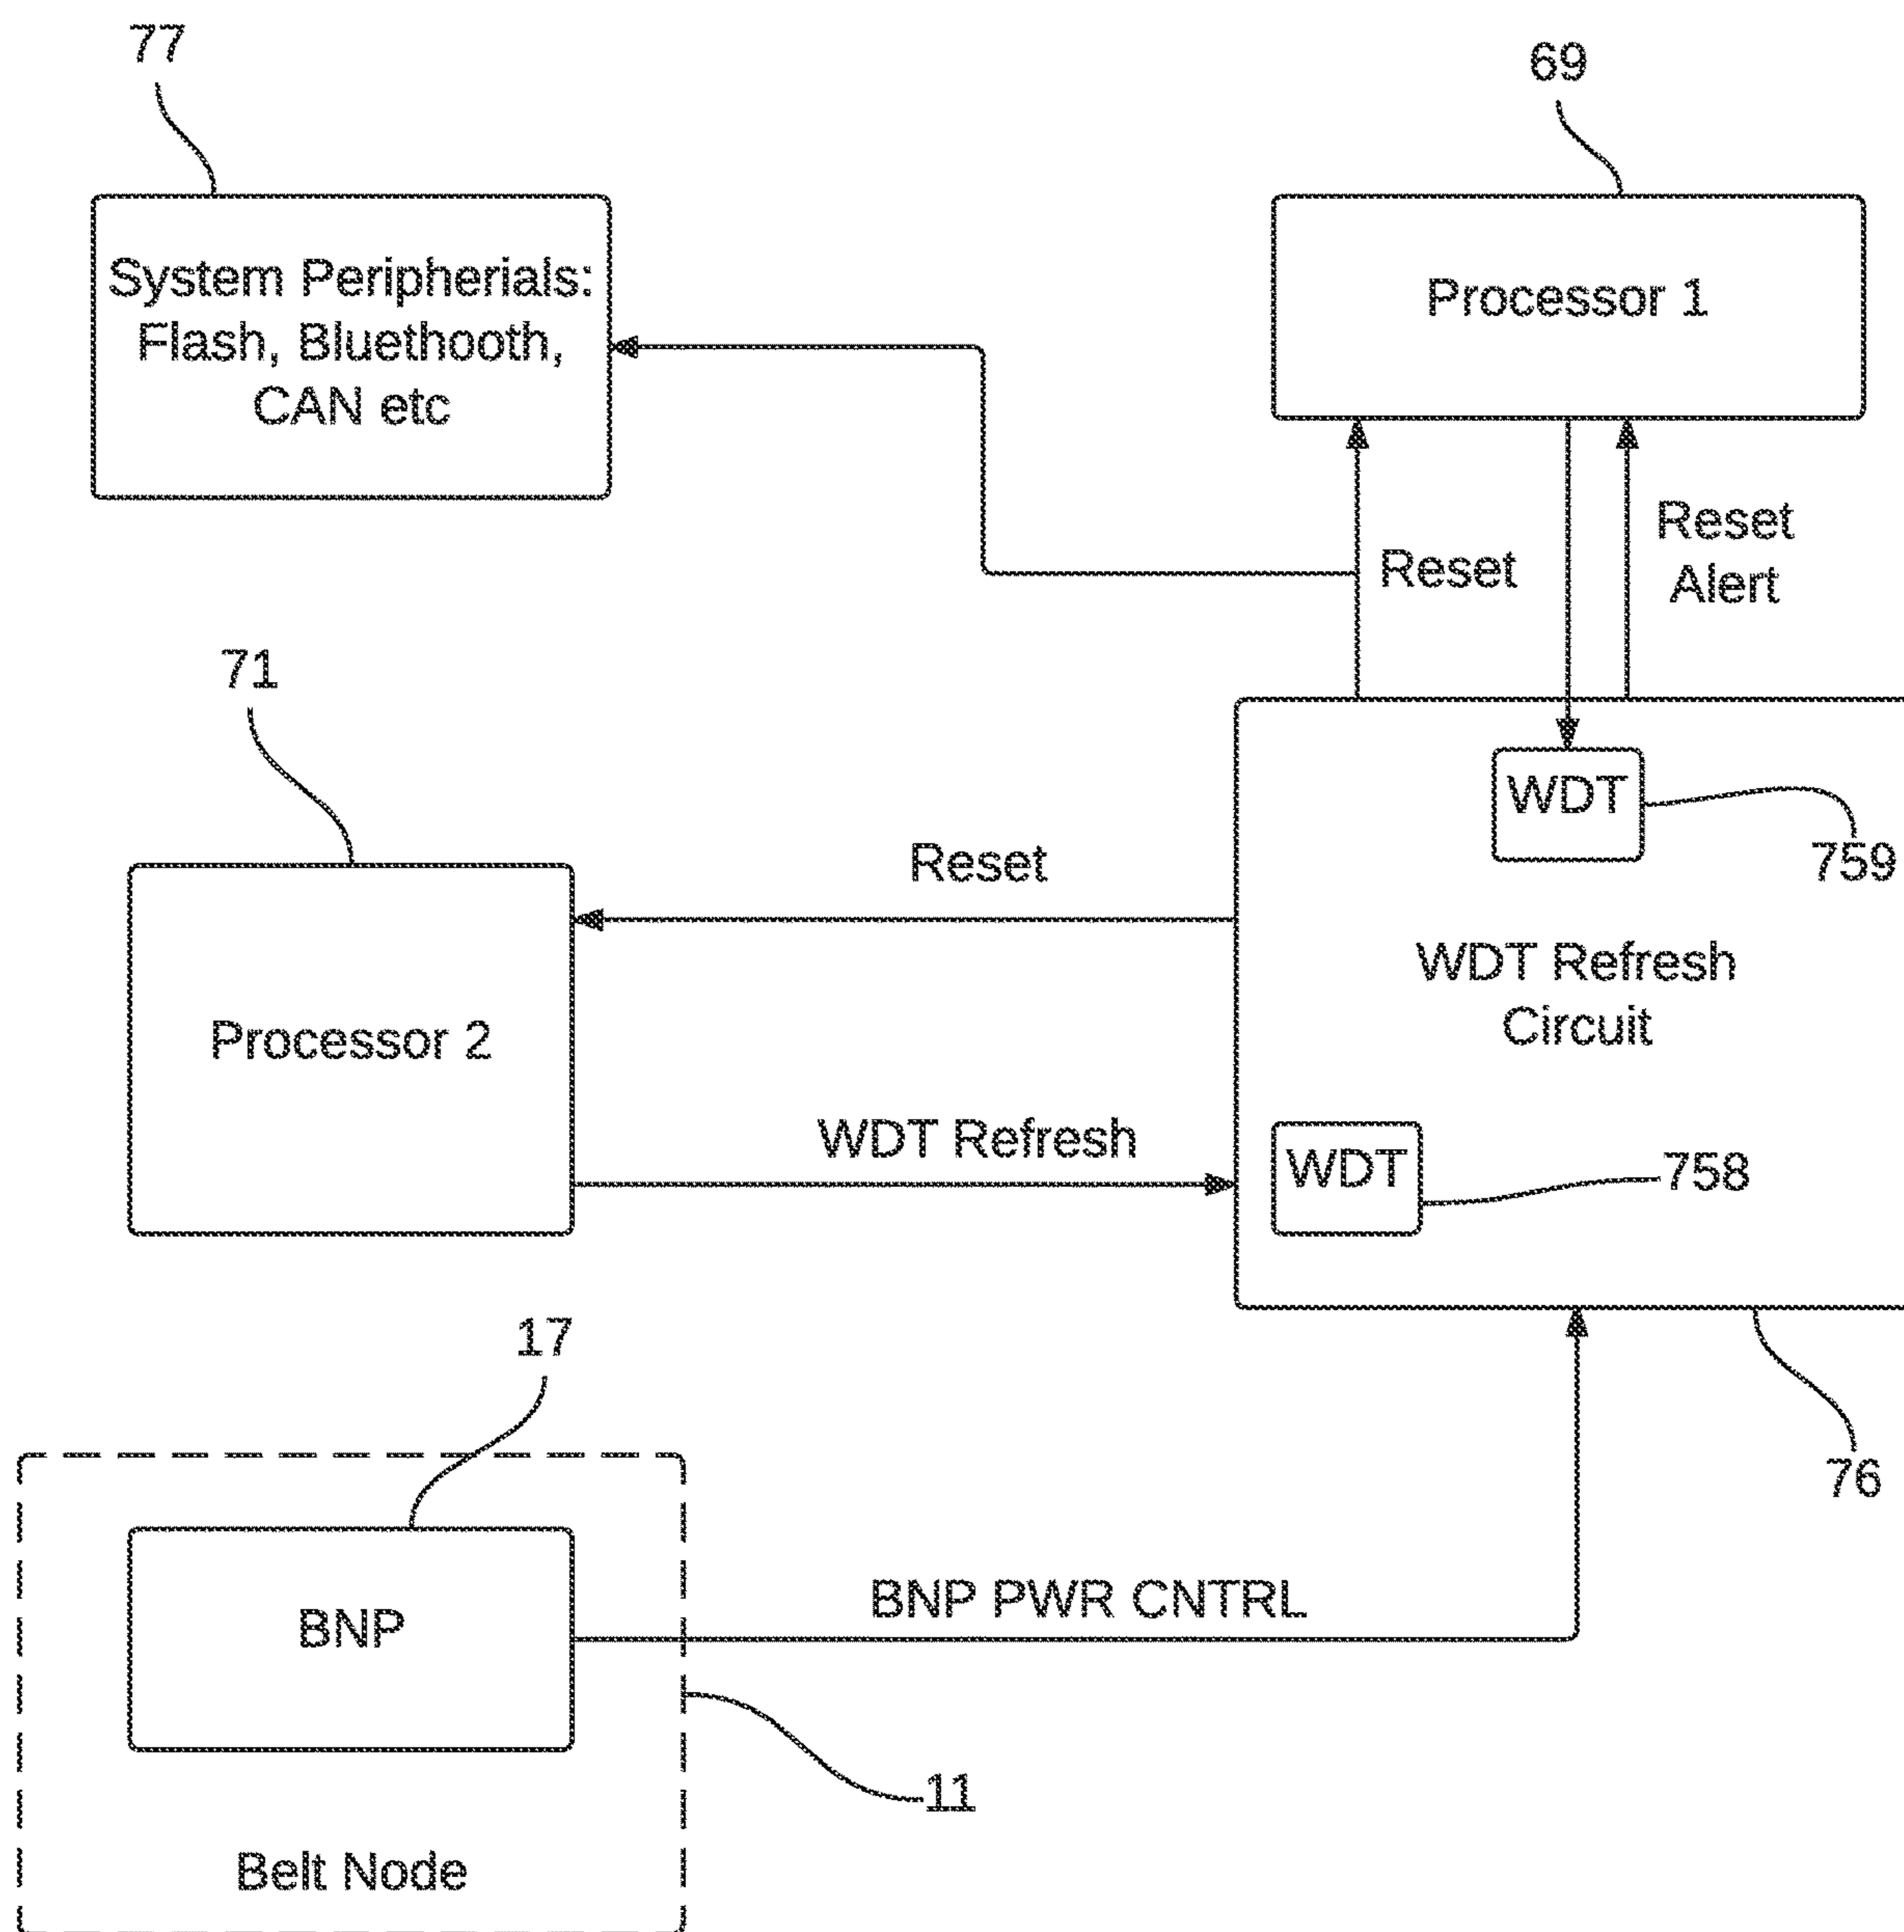 77
69
System Peripherials:
Flash, Bluethooth,
CAN etc
Processor 1
Reset
Reset
Alert
71
WDT
759
Reset
Processor 2
WDT Refresh
Circuit
WDT Refresh
WDT
758
17
76
BNP
BNP PWR CNTRL
11
Belt Node